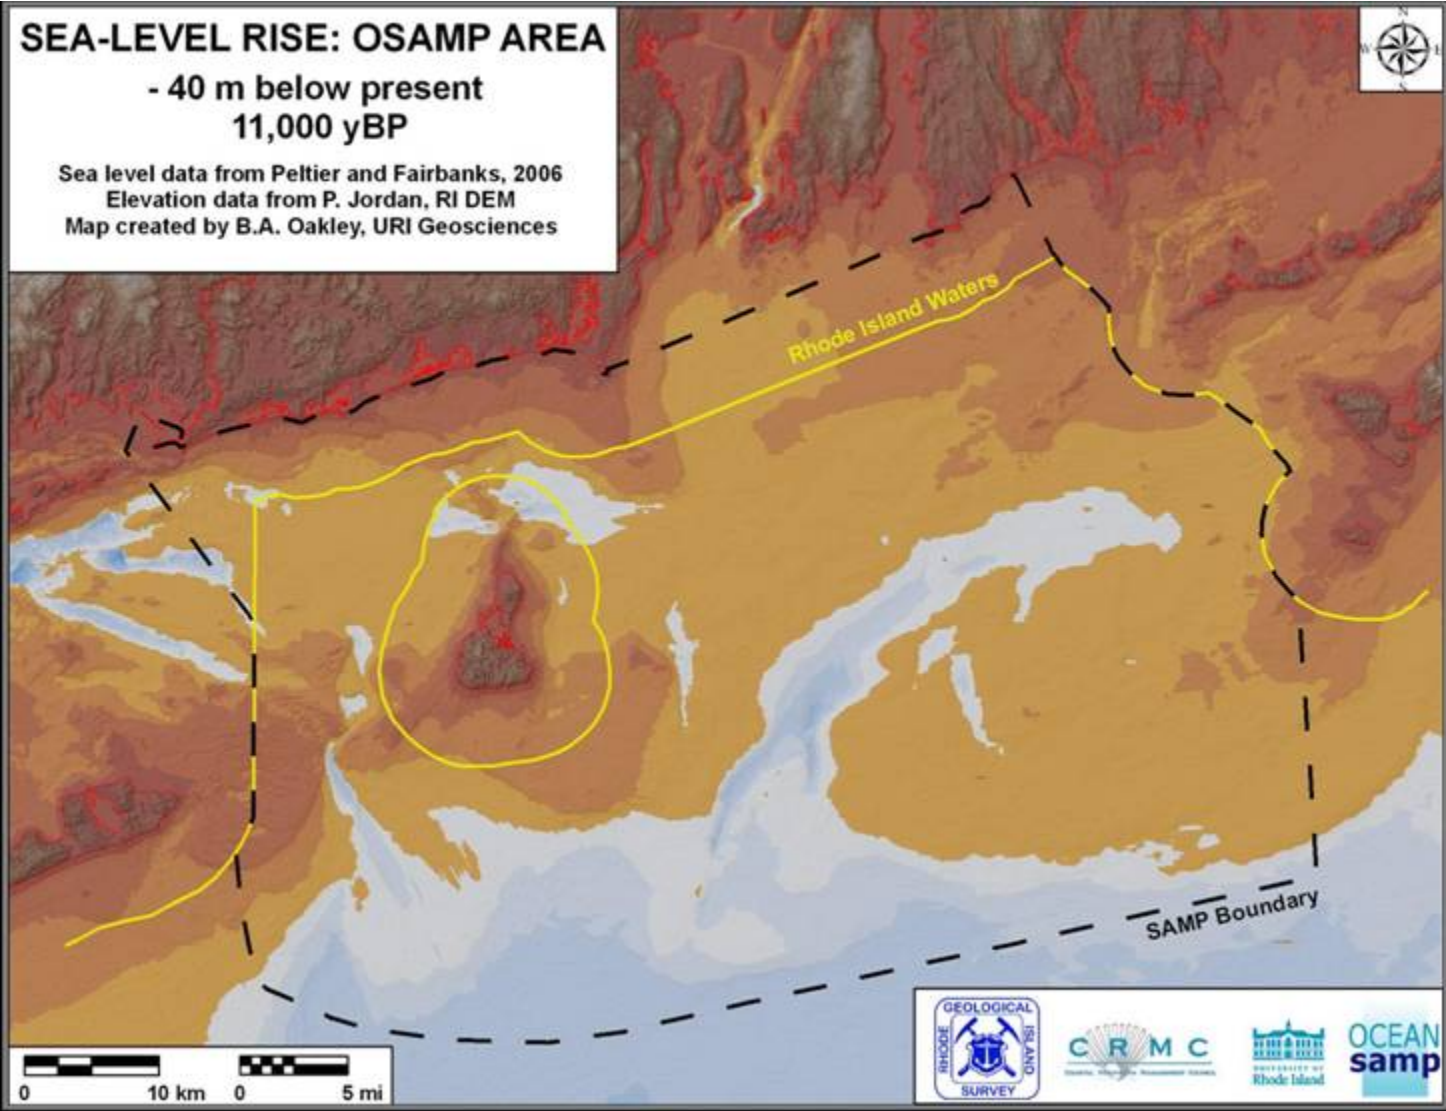 SEA-LEVEL RISE: OSAMP AREA
- 40 m below present
11,000 yBP
Sea level data from Peltier and Fairbanks, 2006
Elevation data from P. Jordan, RI DEM
Map created by B.A. Oakley, URI Geosciences
N
W E
S
Rhode Island Waters
SAMP Boundary
0 10 km 0 5 mi
RHODE
GEOLOGICAL
ISLAND
SURVEY
C R M C
UNIVERSITY OF
Rhode Island
OCEAN
samp